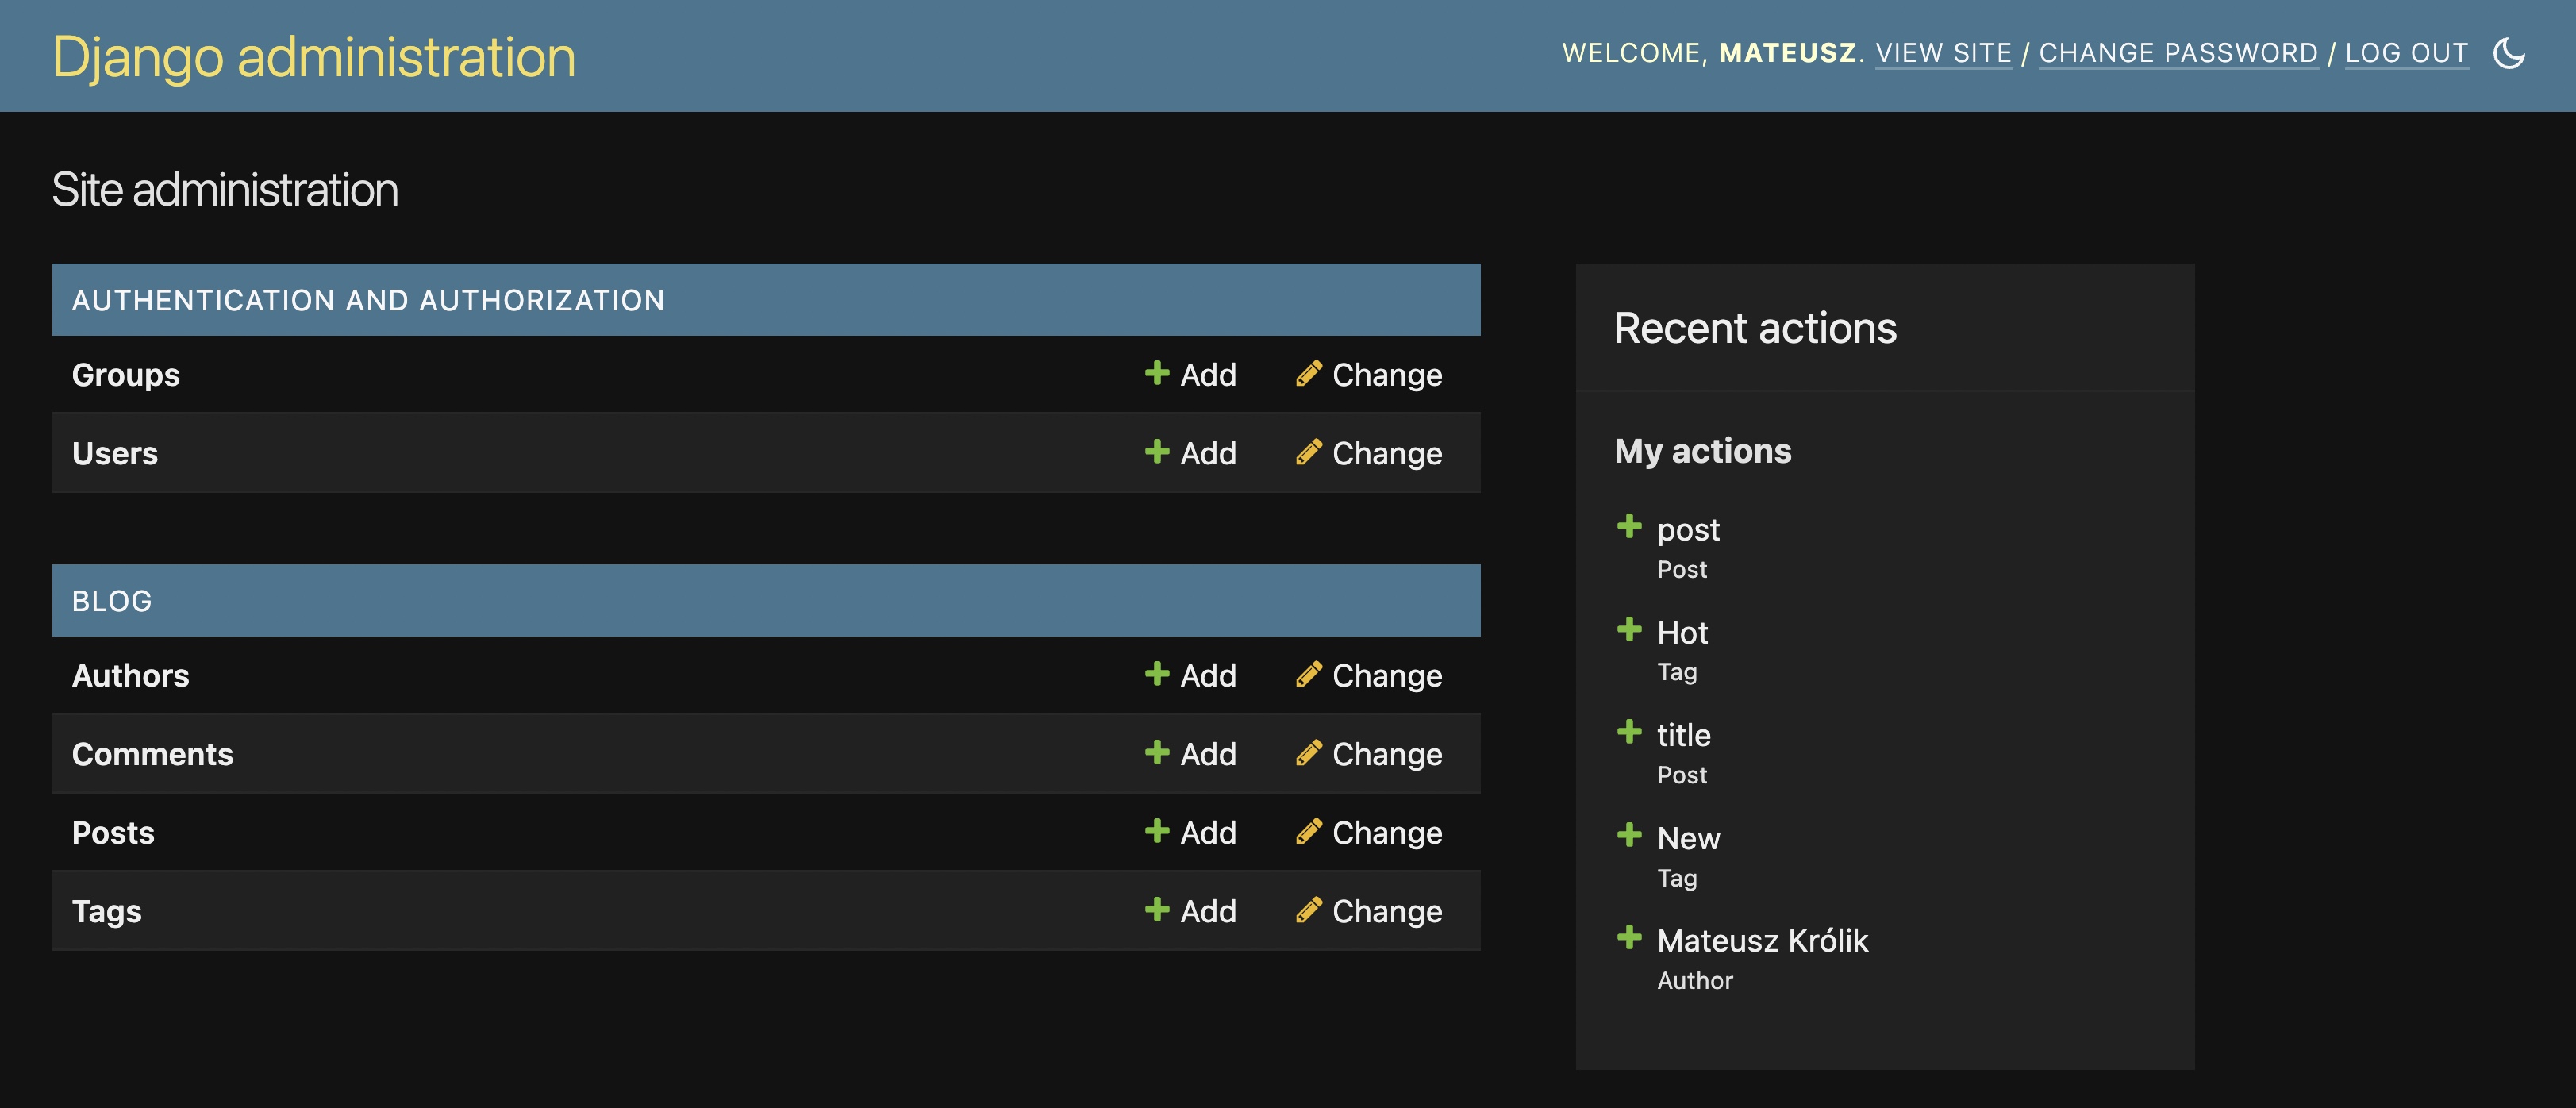 Django administration
WELCOME, MATEUSZ. VIEW SITE / CHANGE PASSWORD / LOG OUT
Site administration
AUTHENTICATION AND AUTHORIZATION
Groups Add Change
Users Add Change
BLOG
Authors Add Change
Comments Add Change
Posts Add Change
Tags Add Change
Recent actions
My actions
post
Post
Hot
Tag
title
Post
New
Tag
Mateusz Królik
Author